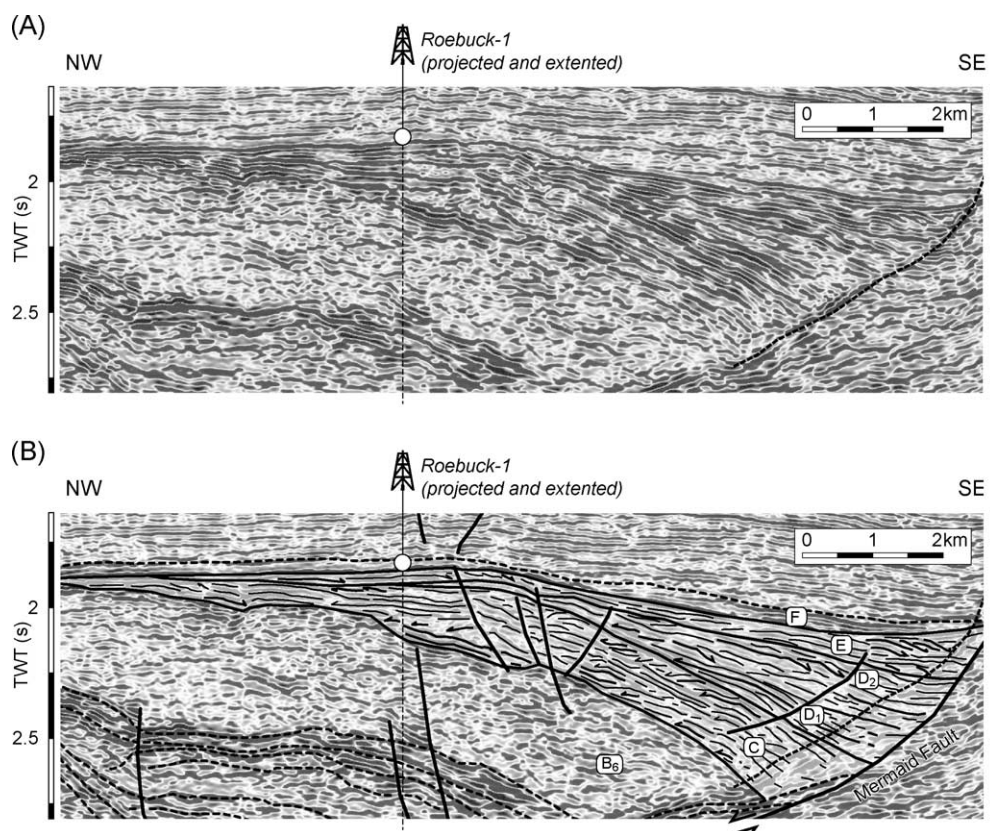 (A)
Roebuck-1
(projected and extented)
NW
SE
0 1 2km
TWT (s)
2
2.5
(B)
Roebuck-1
(projected and extented)
NW
SE
0 1 2km
TWT (s)
2
2.5
F
E
D2
D1
C
B6
Mermaid Fault